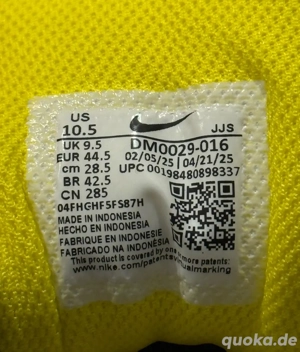 US
10.5
JJS
UK 9.5
DM0029-016
EUR 44.5
02/05/25 | 04/21/25
cm 28.5
UPC 00198480898337
BR 42.5
CN 285
04FHGHF5FS87H
MADE IN INDONESIA
HECHO EN INDONESIA
FABRIQUE EN INDONESIE
FABRICADO NA INDONÉSIA
This product is covered by one or more patents:
www.nike.com/patentsvirtualmarking
quoka.de